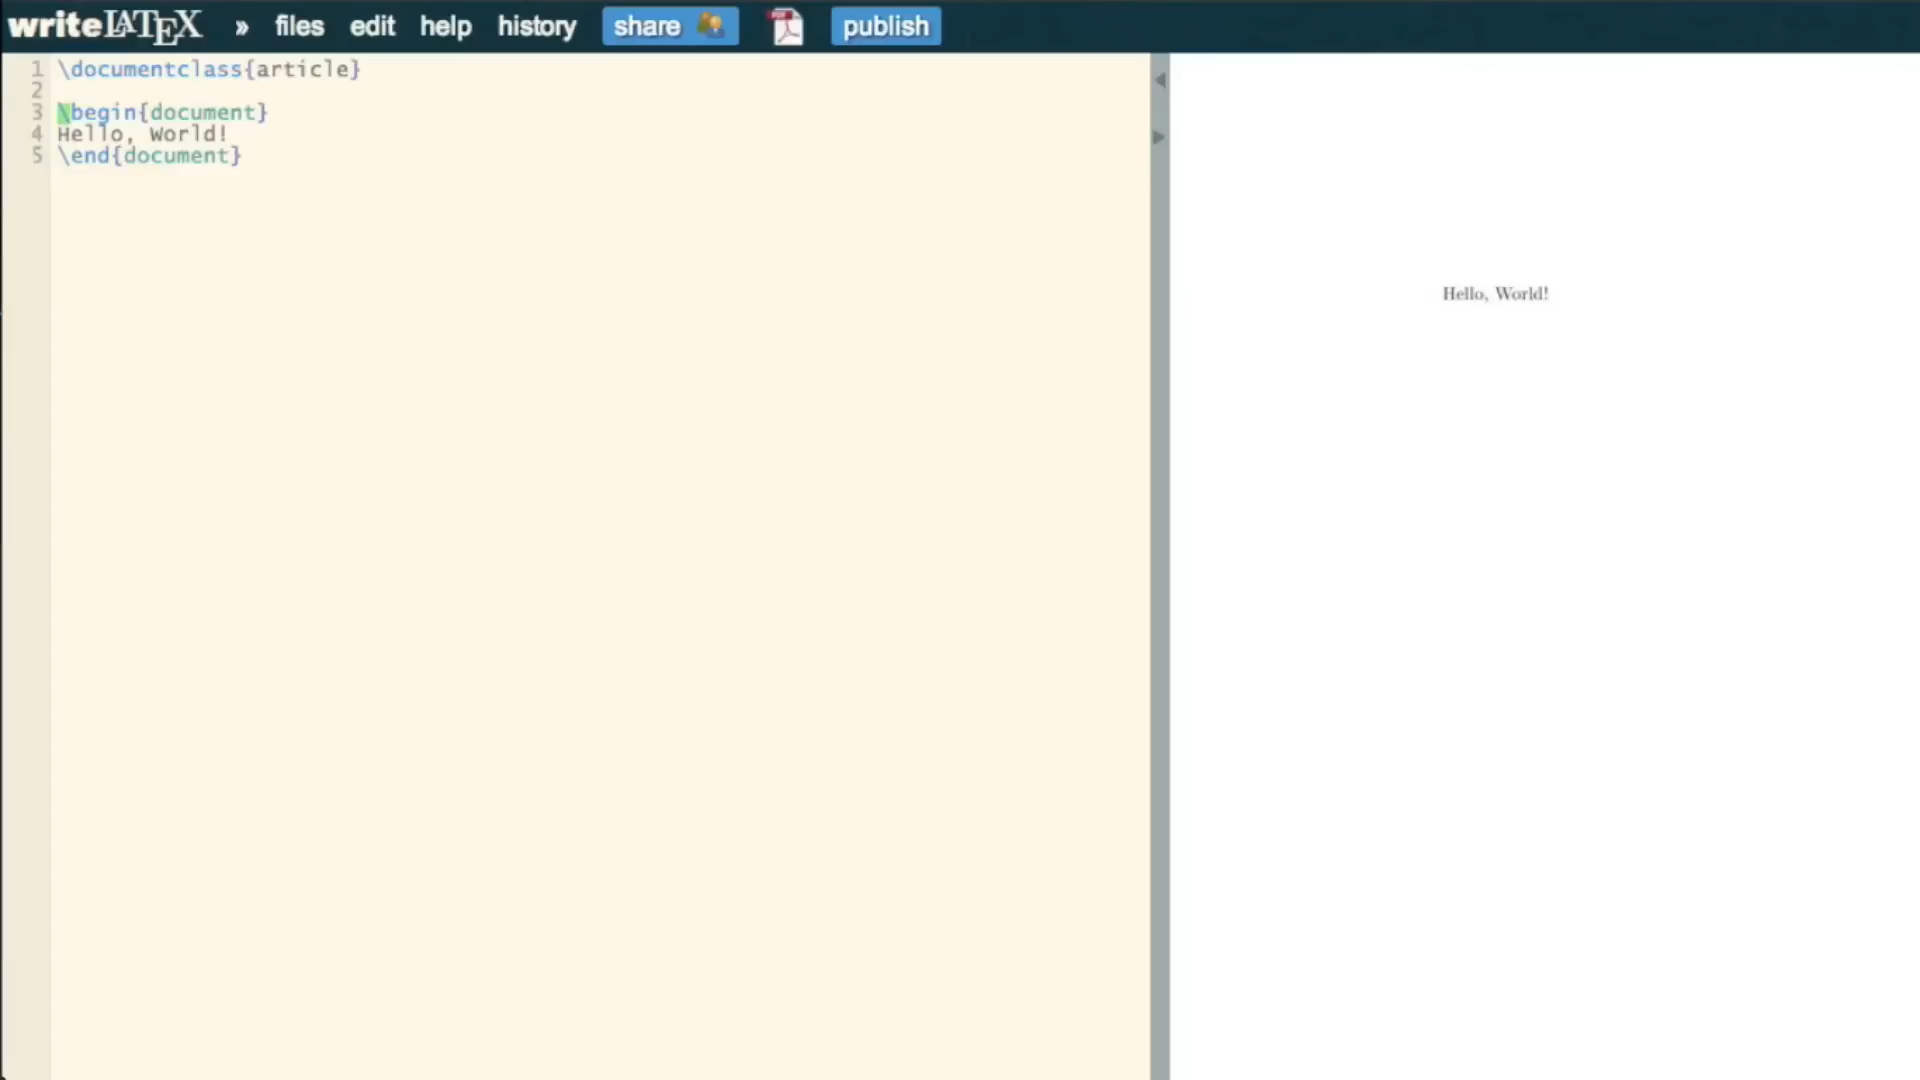 writeLATEX » files edit help history share publish
1 \documentclass{article}
2
3 \begin{document}
4 Hello, World!
5 \end{document}
Hello, World!